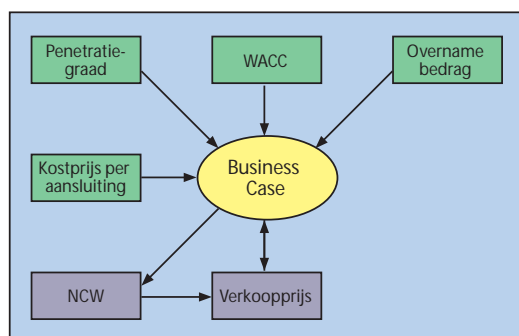 Penetratie-
graad
WACC
Overname
bedrag
Kostprijs per
aansluiting
Business
Case
NCW
Verkoopprijs